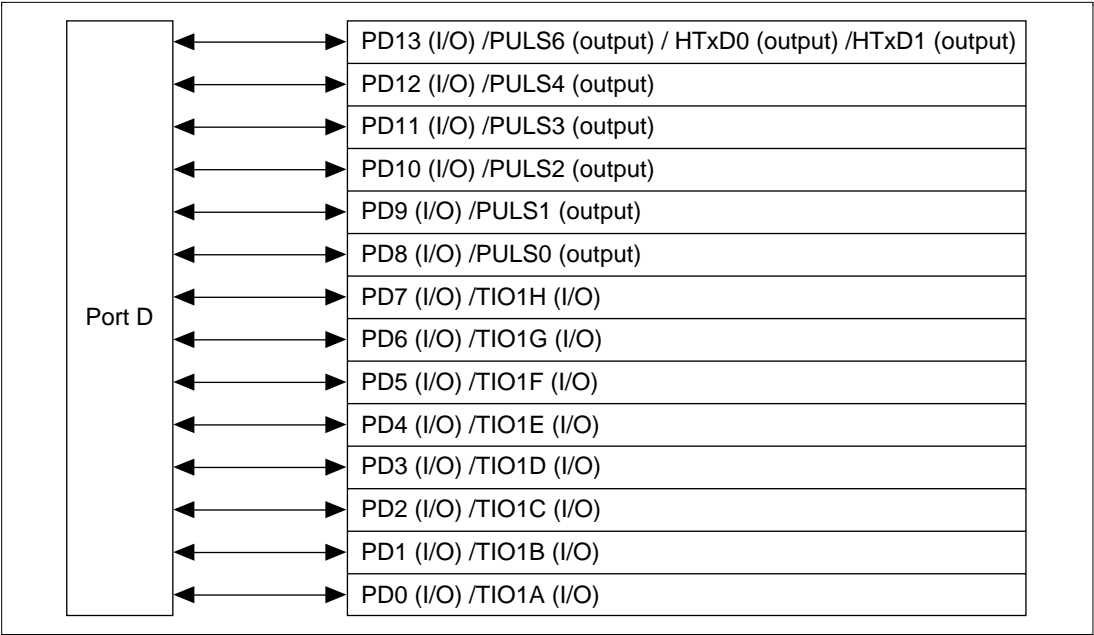 Port D
PD13 (I/O) /PULS6 (output) / HTxD0 (output) /HTxD1 (output)
PD12 (I/O) /PULS4 (output)
PD11 (I/O) /PULS3 (output)
PD10 (I/O) /PULS2 (output)
PD9 (I/O) /PULS1 (output)
PD8 (I/O) /PULS0 (output)
PD7 (I/O) /TIO1H (I/O)
PD6 (I/O) /TIO1G (I/O)
PD5 (I/O) /TIO1F (I/O)
PD4 (I/O) /TIO1E (I/O)
PD3 (I/O) /TIO1D (I/O)
PD2 (I/O) /TIO1C (I/O)
PD1 (I/O) /TIO1B (I/O)
PD0 (I/O) /TIO1A (I/O)